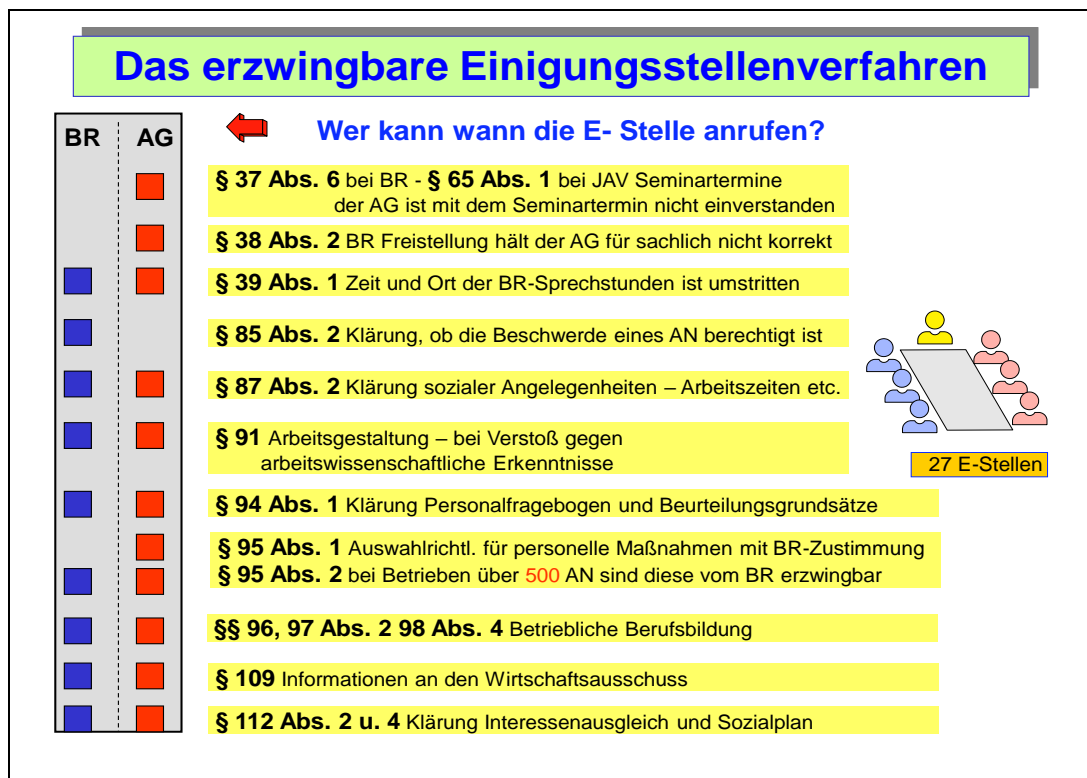 Das erzwingbare Einigungsstellenverfahren
BR AG
Wer kann wann die E- Stelle anrufen?
§ 37 Abs. 6 bei BR - § 65 Abs. 1 bei JAV Seminartermine
der AG ist mit dem Seminartermin nicht einverstanden
§ 38 Abs. 2 BR Freistellung hält der AG für sachlich nicht korrekt
§ 39 Abs. 1 Zeit und Ort der BR-Sprechstunden ist umstritten
§ 85 Abs. 2 Klärung, ob die Beschwerde eines AN berechtigt ist
§ 87 Abs. 2 Klärung sozialer Angelegenheiten – Arbeitszeiten etc.
§ 91 Arbeitsgestaltung – bei Verstoß gegen
arbeitswissenschaftliche Erkenntnisse
27 E-Stellen
§ 94 Abs. 1 Klärung Personalfragebogen und Beurteilungsgrundsätze
§ 95 Abs. 1 Auswahlrichtl. für personelle Maßnahmen mit BR-Zustimmung
§ 95 Abs. 2 bei Betrieben über 500 AN sind diese vom BR erzwingbar
§§ 96, 97 Abs. 2 98 Abs. 4 Betriebliche Berufsbildung
§ 109 Informationen an den Wirtschaftsausschuss
§ 112 Abs. 2 u. 4 Klärung Interessenausgleich und Sozialplan